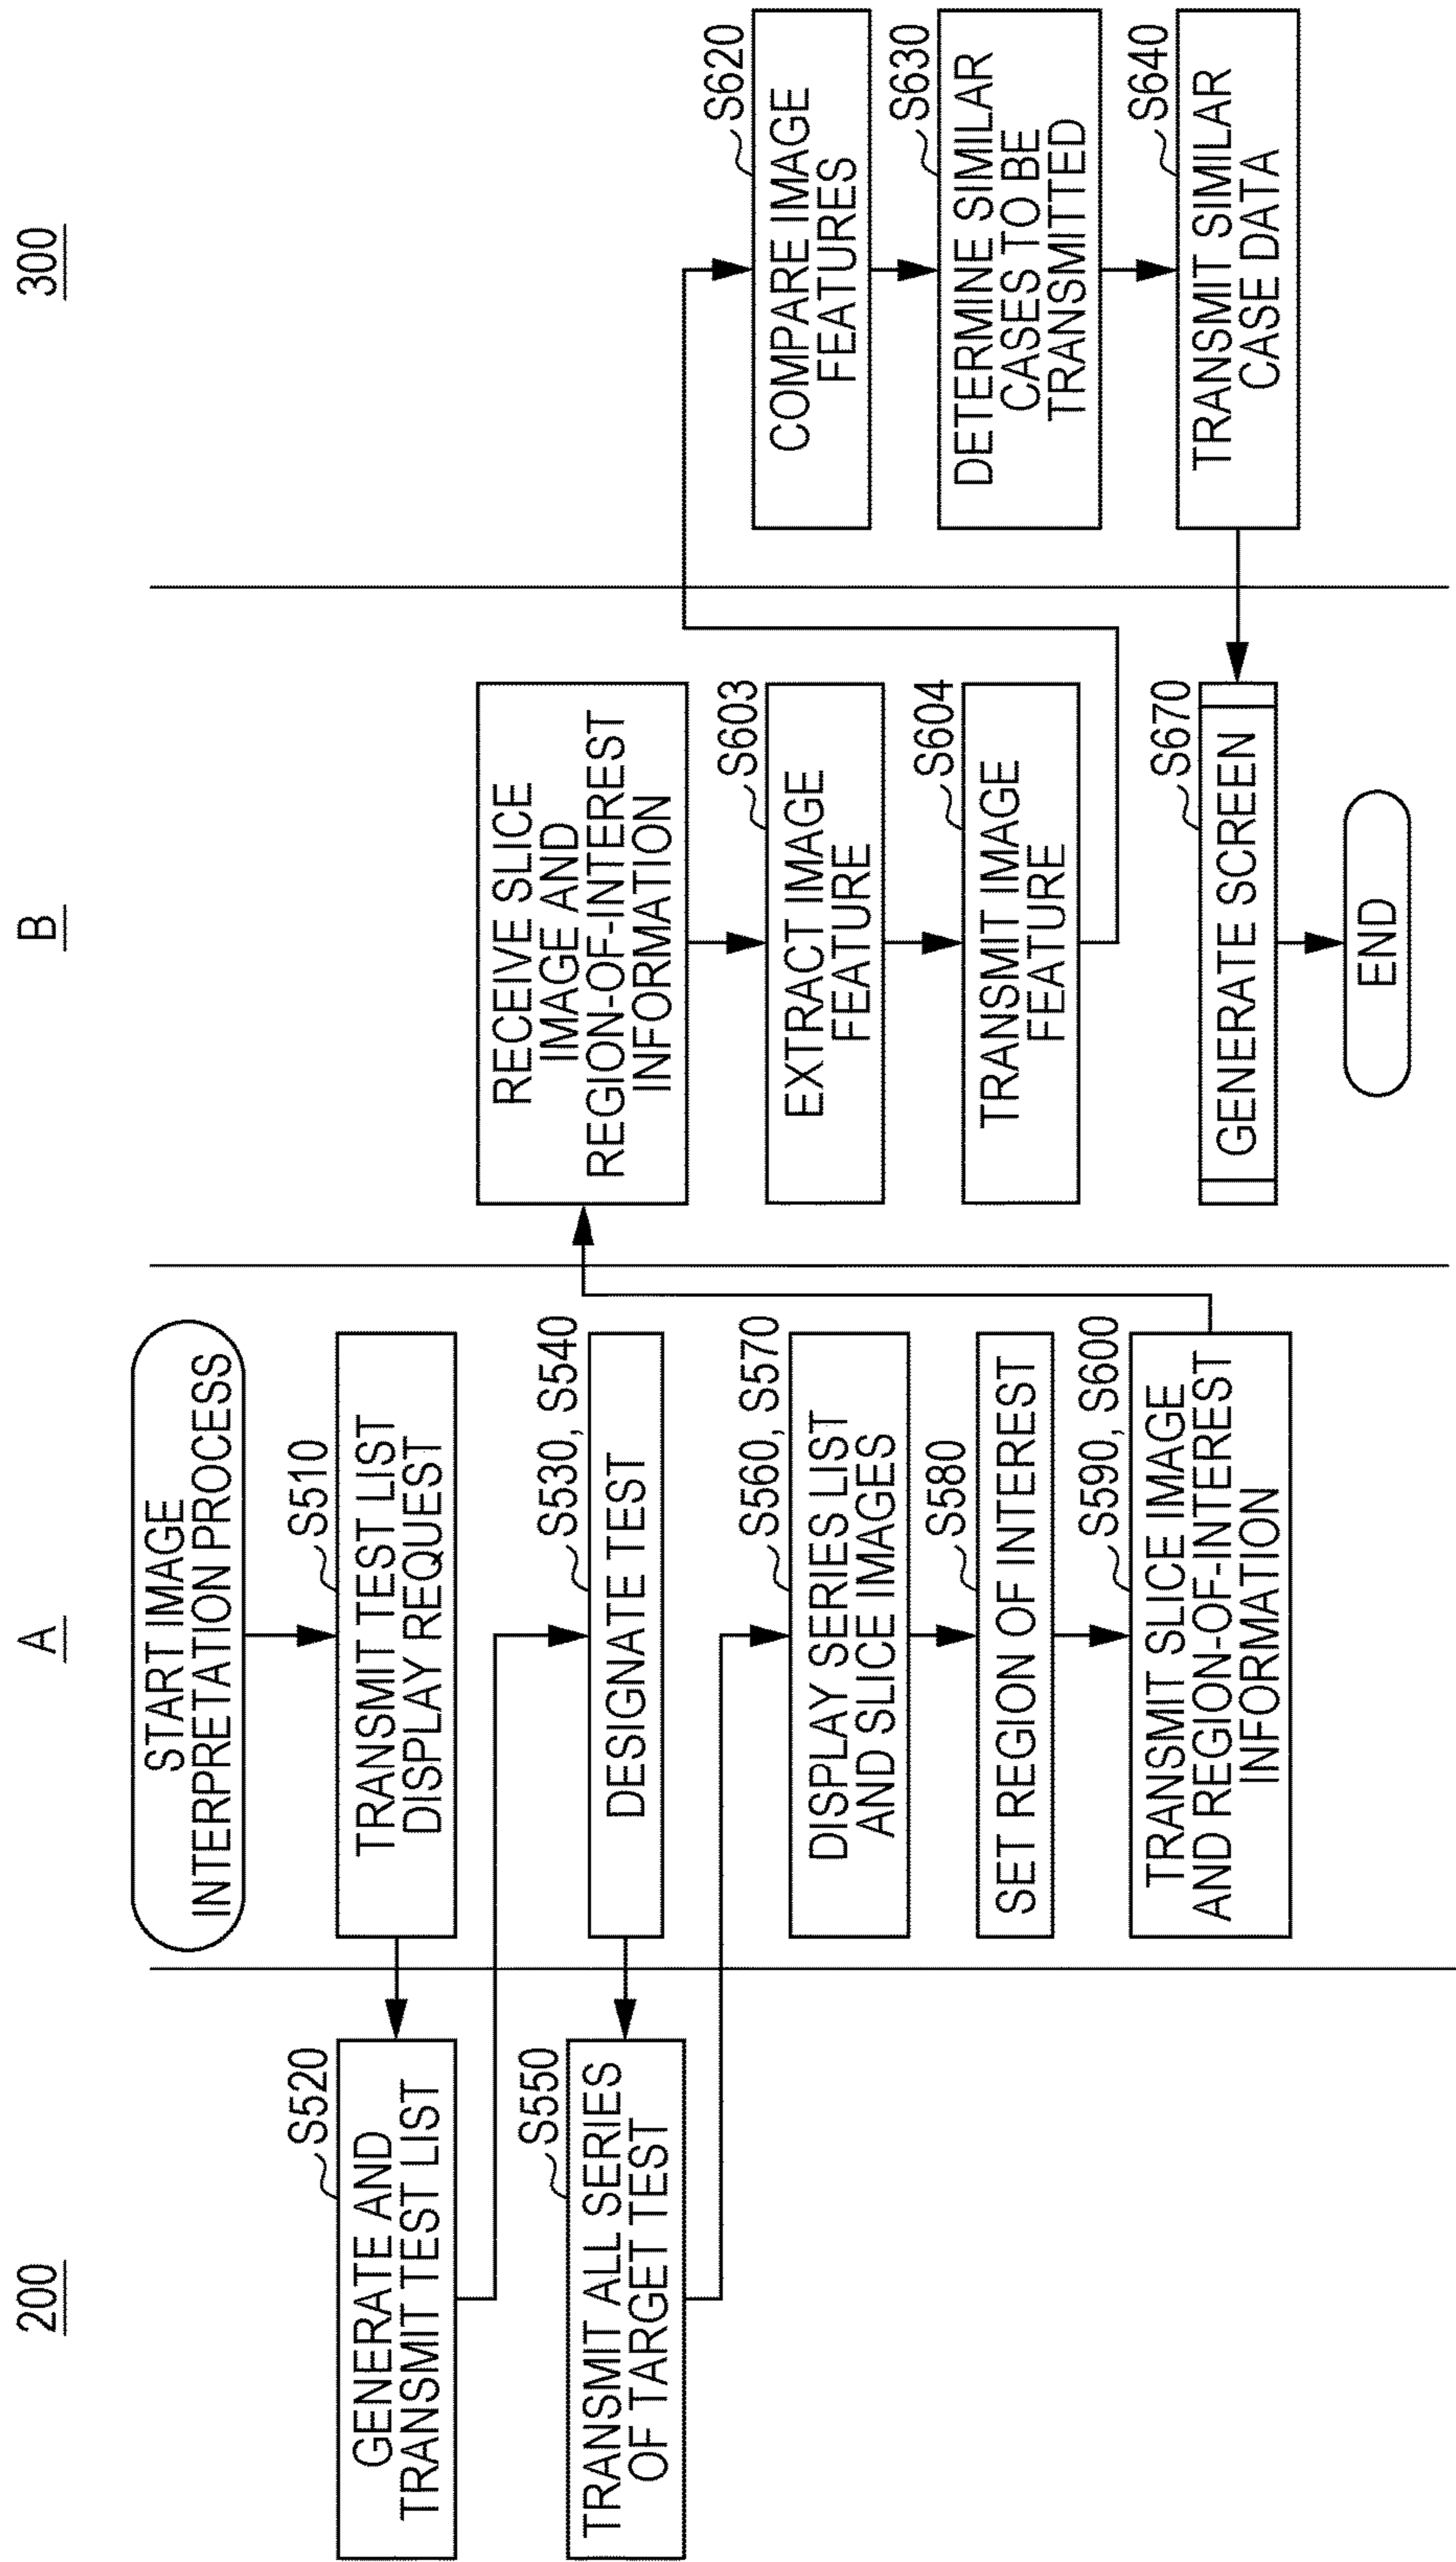 200
A
B
300
START IMAGE
INTERPRETATION PROCESS
S510
TRANSMIT TEST LIST
DISPLAY REQUEST
S520
GENERATE AND
TRANSMIT TEST LIST
S530, S540
DESIGNATE TEST
S550
TRANSMIT ALL SERIES
OF TARGET TEST
S560, S570
DISPLAY SERIES LIST
AND SLICE IMAGES
S580
SET REGION OF INTEREST
S590, S600
TRANSMIT SLICE IMAGE
AND REGION-OF-INTEREST
INFORMATION
RECEIVE SLICE
IMAGE AND
REGION-OF-INTEREST
INFORMATION
S603
EXTRACT IMAGE
FEATURE
S604
TRANSMIT IMAGE
FEATURE
S620
COMPARE IMAGE
FEATURES
S630
DETERMINE SIMILAR
CASES TO BE
TRANSMITTED
S640
TRANSMIT SIMILAR
CASE DATA
S670
GENERATE SCREEN
END